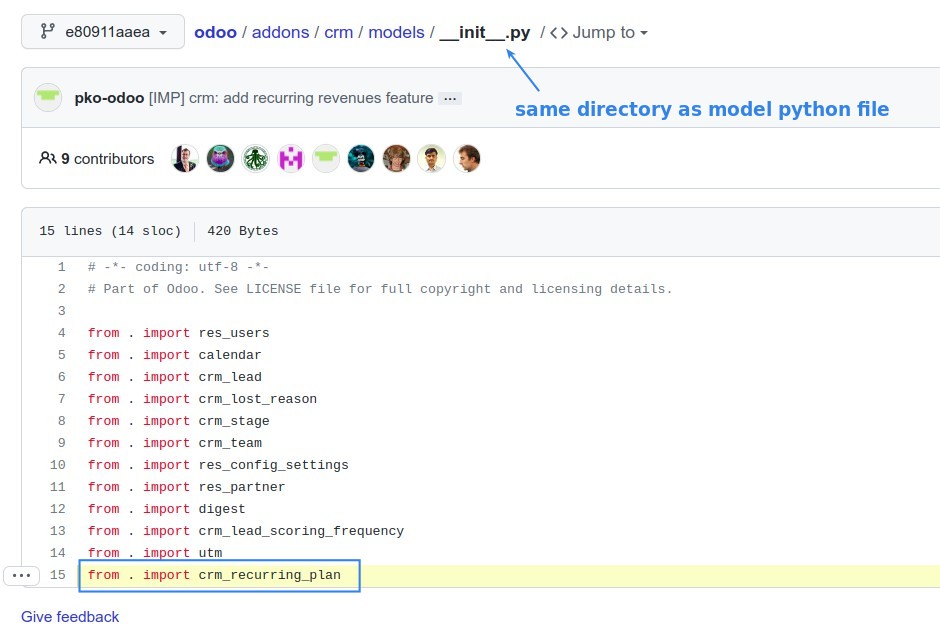 e80911aaea odoo / addons / crm / models / __init__.py / <> Jump to
pko-odoo [IMP] crm: add recurring revenues feature ...
same directory as model python file
9 contributors
15 lines (14 sloc) 420 Bytes
1 # -*- coding: utf-8 -*-
2 # Part of Odoo. See LICENSE file for full copyright and licensing details.
3
4 from . import res_users
5 from . import calendar
6 from . import crm_lead
7 from . import crm_lost_reason
8 from . import crm_stage
9 from . import crm_team
10 from . import res_config_settings
11 from . import res_partner
12 from . import digest
13 from . import crm_lead_scoring_frequency
14 from . import utm
... 15 from . import crm_recurring_plan
Give feedback